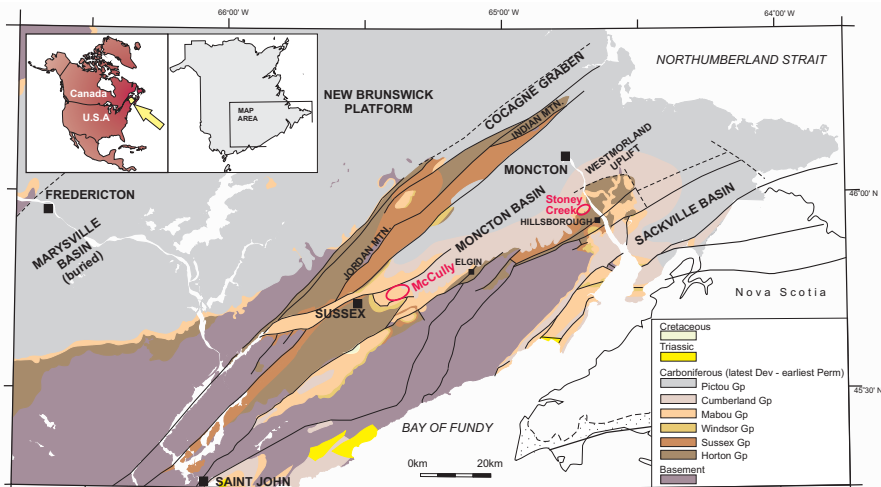 66°00' W
65°00' W
64°00' W
Canada
U.S.A
MAP
AREA
NORTHUMBERLAND STRAIT
NEW BRUNSWICK
PLATFORM
COCAGNE GRABEN
INDIAN MTN.
MONCTON
WESTMORLAND
UPLIFT
46°00' N
FREDERICTON
Stoney
Creek
HILLSBOROUGH
MONCTON BASIN
SACKVILLE BASIN
MARYSVILLE
BASIN
(buried)
JORDAN MTN.
ELGIN
McCully
SUSSEX
Nova Scotia
Cretaceous
Triassic
Carboniferous (latest Dev - earliest Perm)
Pictou Gp
Cumberland Gp
Mabou Gp
Windsor Gp
Sussex Gp
Horton Gp
Basement
45°30' N
BAY OF FUNDY
0km
20km
SAINT JOHN